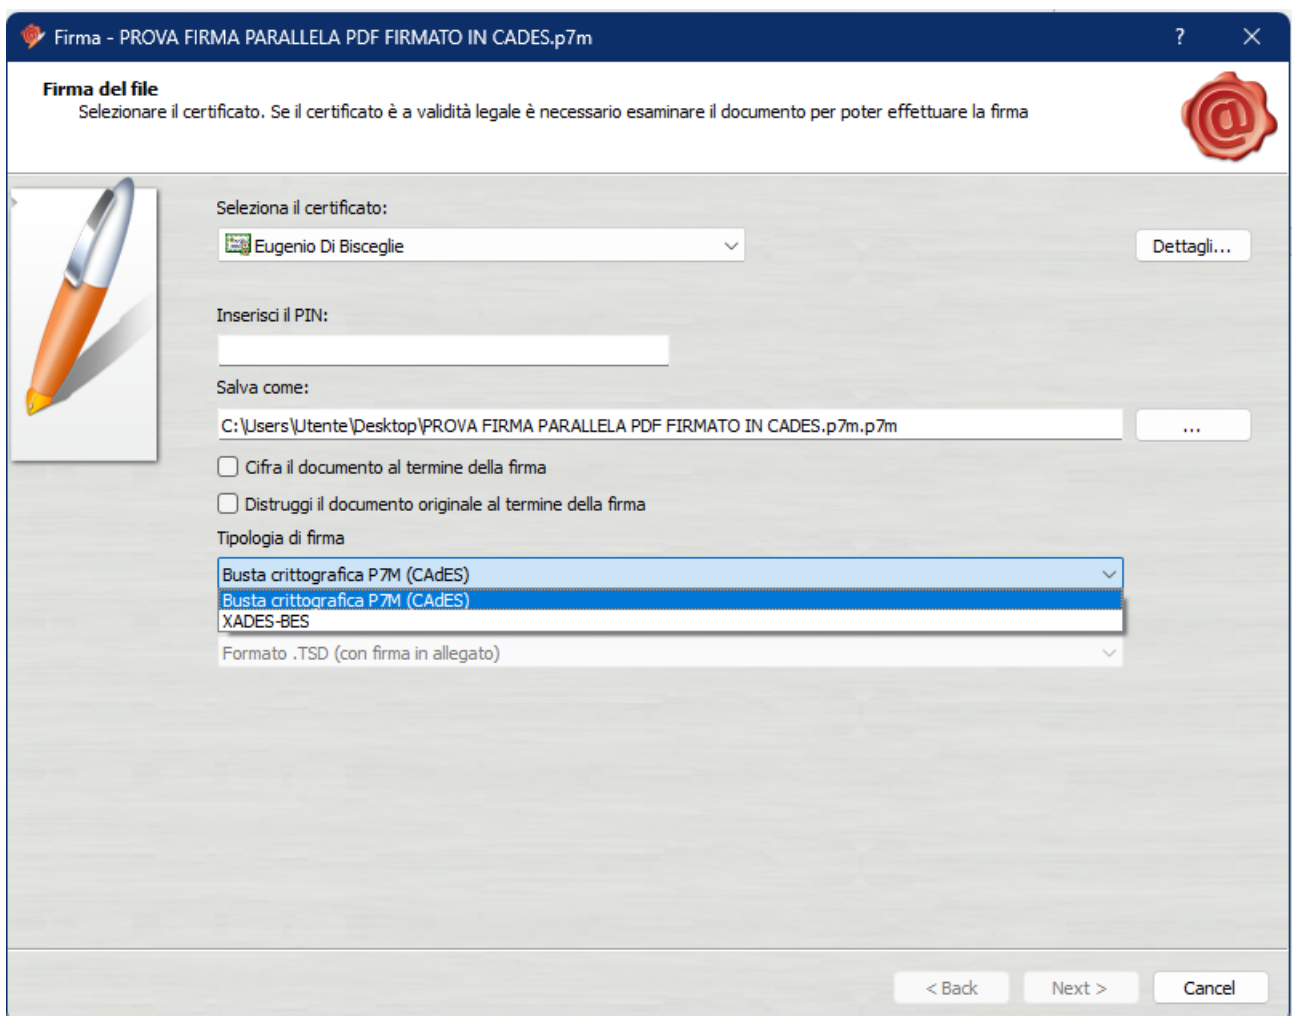 Firma - PROVA FIRMA PARALLELA PDF FIRMATO IN CADES.p7m
?
Firma del file
Selezionare il certificato. Se il certificato è a validità legale è necessario esaminare il documento per poter effettuare la firma
@
Seleziona il certificato:
Eugenio Di Bisceglie
Dettagli...
Inserisci il PIN:
Salva come:
C:\Users\Utente\Desktop\PROVA FIRMA PARALLELA PDF FIRMATO IN CADES.p7m.p7m
...
Cifra il documento al termine della firma
Distruggi il documento originale al termine della firma
Tipologia di firma
Busta crittografica P7M (CAdES)
Busta crittografica P7M (CAdES)
XADES-BES
Formato .TSD (con firma in allegato)
< Back
Next >
Cancel